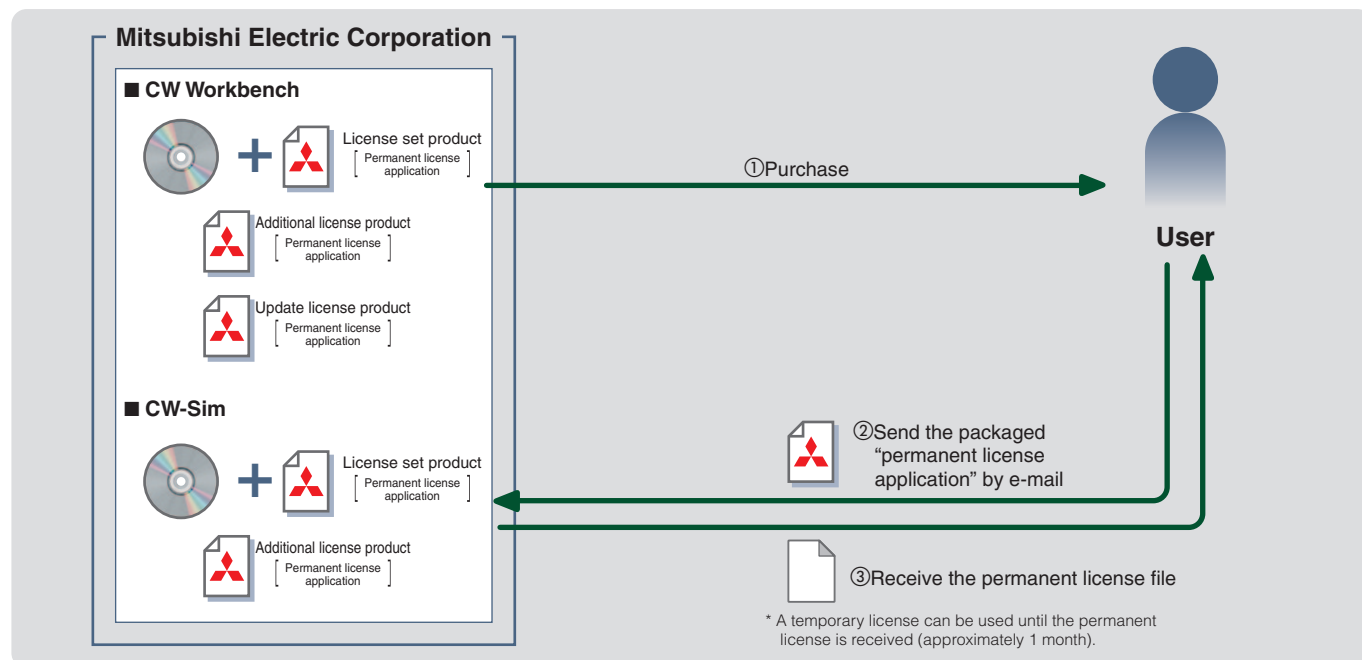 Mitsubishi Electric Corporation
■ CW Workbench
License set product
[ Permanent license
application ]
Additional license product
[ Permanent license
application ]
Update license product
[ Permanent license
application ]
■ CW-Sim
License set product
[ Permanent license
application ]
Additional license product
[ Permanent license
application ]
①Purchase
User
②Send the packaged
“permanent license
application” by e-mail
③Receive the permanent license file
* A temporary license can be used until the permanent
license is received (approximately 1 month).